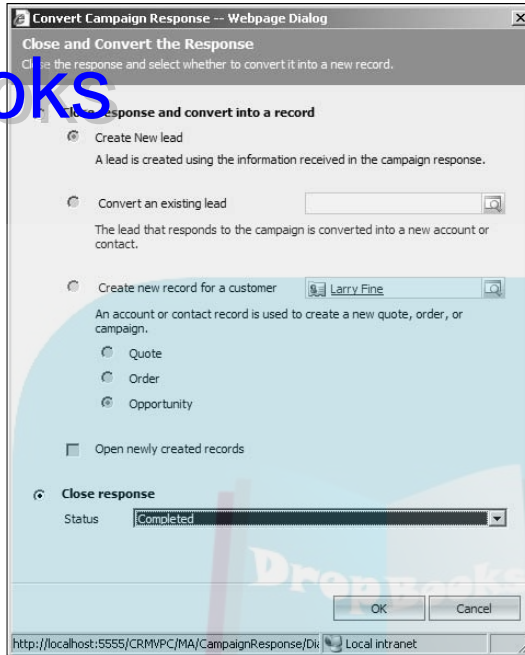 Convert Campaign Response -- Webpage Dialog
Close and Convert the Response
Close the response and select whether to convert it into a new record.
oks
Close response and convert into a record
Create New lead
A lead is created using the information received in the campaign response.
Convert an existing lead
The lead that responds to the campaign is converted into a new account or
contact.
Create new record for a customer Larry Fine
An account or contact record is used to create a new quote, order, or
campaign.
Quote
Order
Opportunity
Open newly created records
Close response
Status Completed
DropBooks
OK Cancel
http://localhost:5555/CRMVPC/MA/CampaignResponse/Dia Local intranet